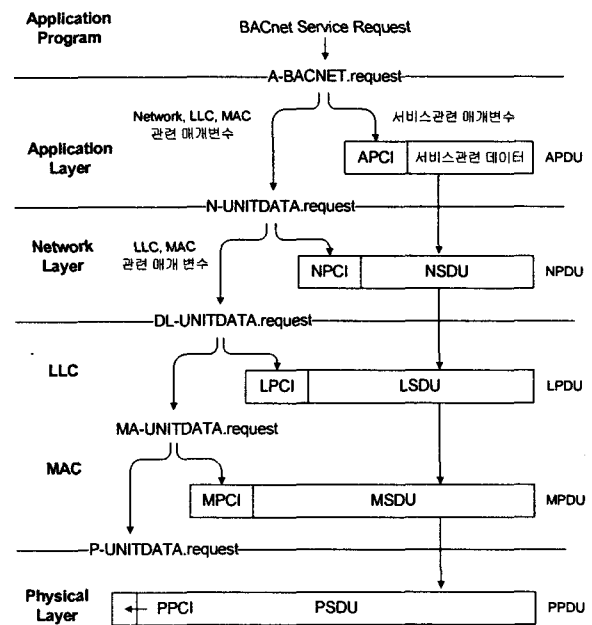 Application
Program
BACnet Service Request
A-BACNET.request
Network, LLC, MAC
관련 매개변수
서비스관련 매개변수
Application
Layer
APCI
서비스관련 데이터
APDU
N-UNITDATA.request
Network
Layer
LLC, MAC
관련 매개 변수
NPCI
NSDU
NPDU
DL-UNITDATA.request
LLC
LPCI
LSDU
LPDU
MA-UNITDATA.request
MAC
MPCI
MSDU
MPDU
P-UNITDATA.request
Physical
Layer
PPCI
PSDU
PPDU